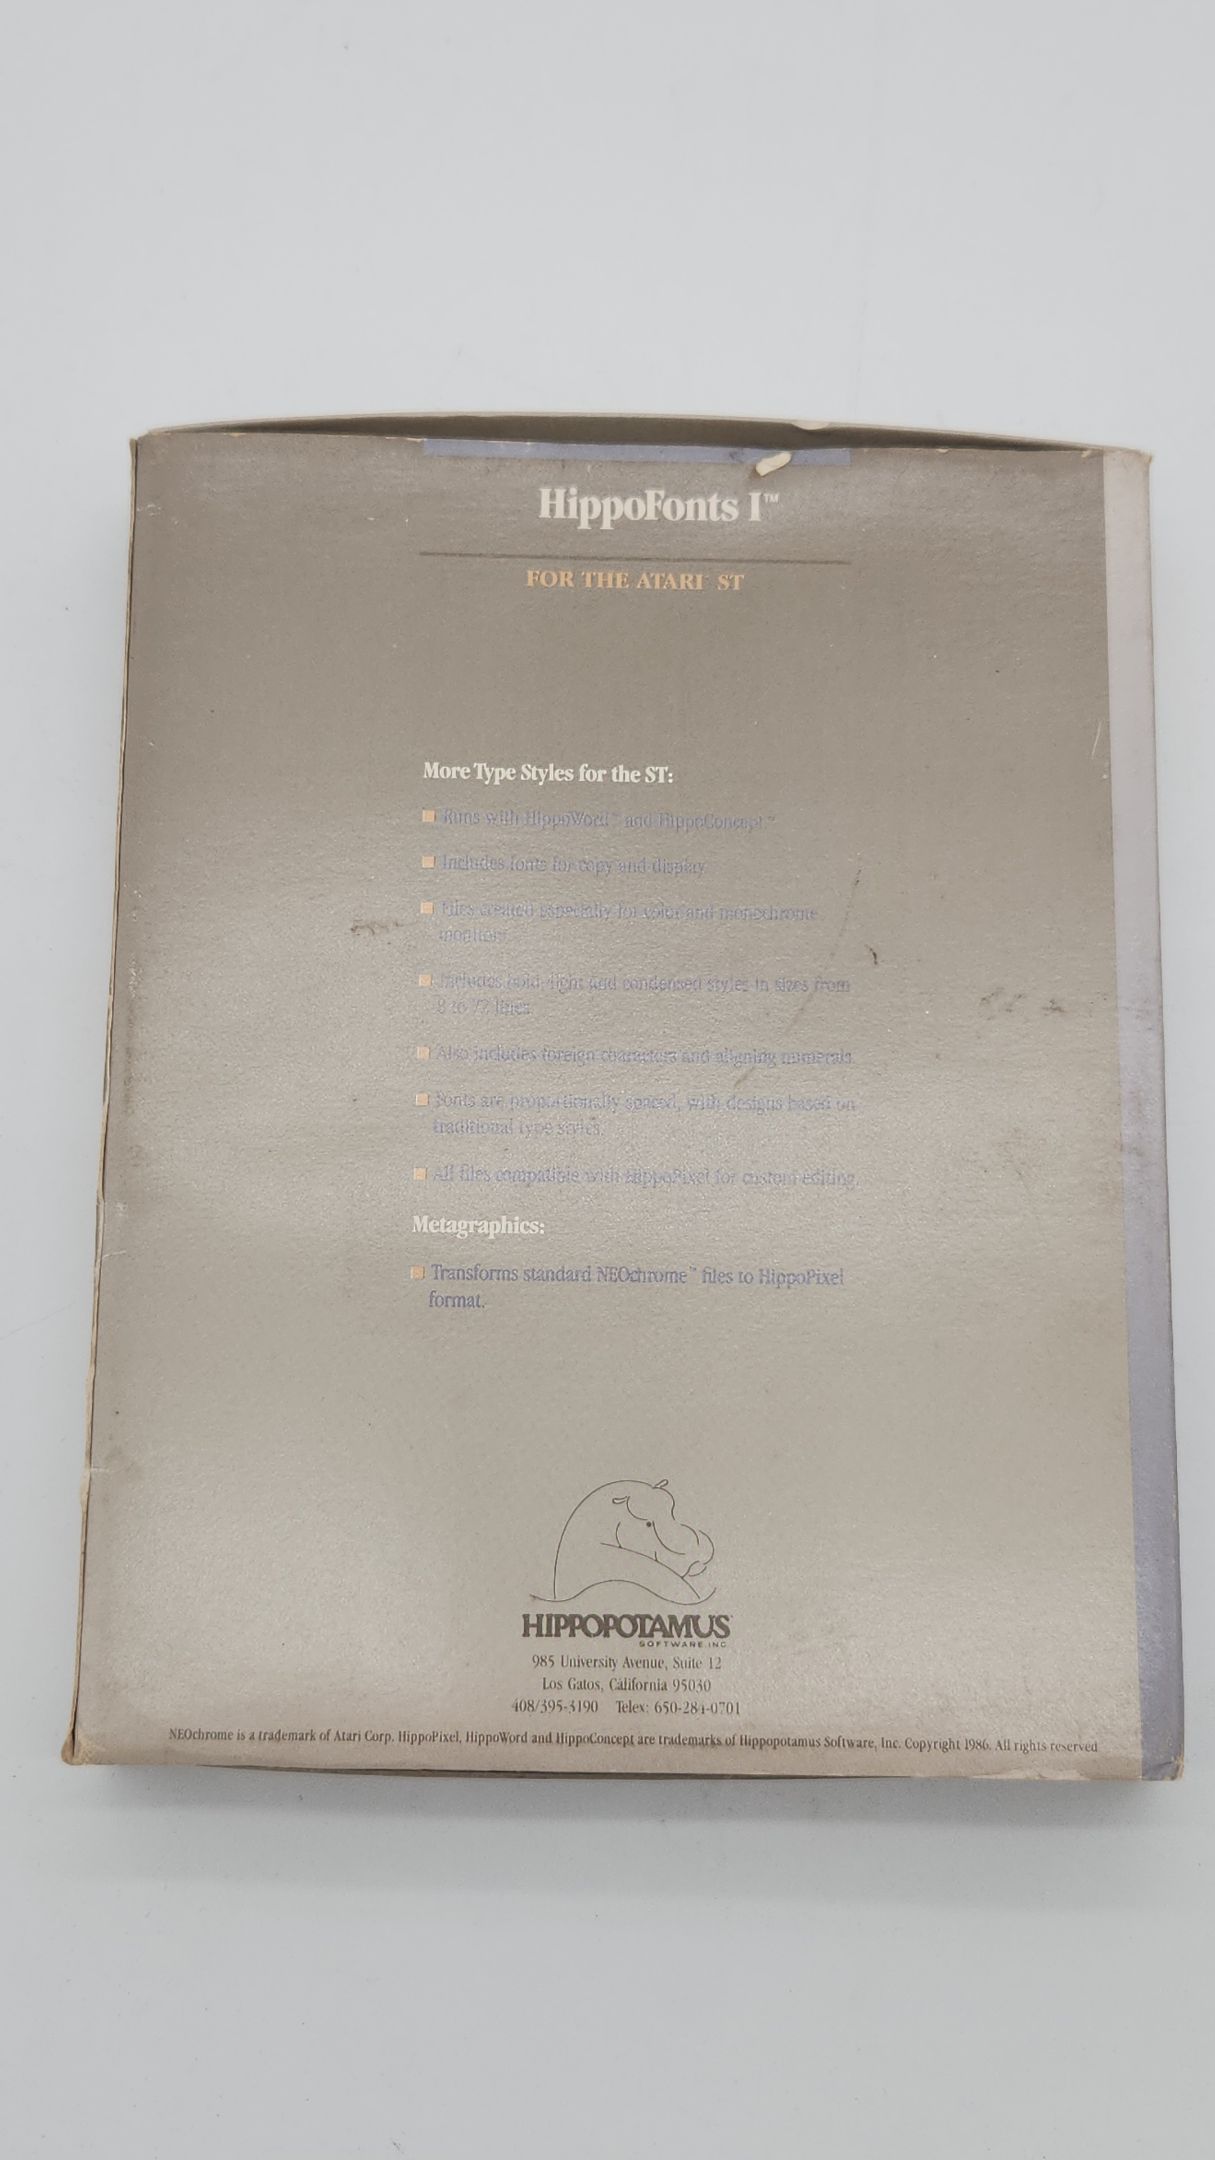 HippoFonts I™
FOR THE ATARI ST
More Type Styles for the ST:
Runs with HippoWord™ and HippoConcept™
Includes fonts for copy and display
Files created especially for color and monochrome
monitors
Includes bold, light and condensed styles in sizes from
8 to 72 lines
Also includes foreign characters and aligning numerals
Fonts are proportionally spaced, with designs based on
traditional type styles.
All files compatible with HippoPixel for custom editing.
Metagraphics:
Transforms standard NEOchrome™ files to HippoPixel
format.
HIPPOPOTAMUS
SOFTWARE INC
985 University Avenue, Suite 12
Los Gatos, California 95030
408/395-3190 Telex: 650-284-0701
NEOchrome is a trademark of Atari Corp. HippoPixel, HippoWord and HippoConcept are trademarks of Hippopotamus Software, Inc. Copyright 1986. All rights reserved